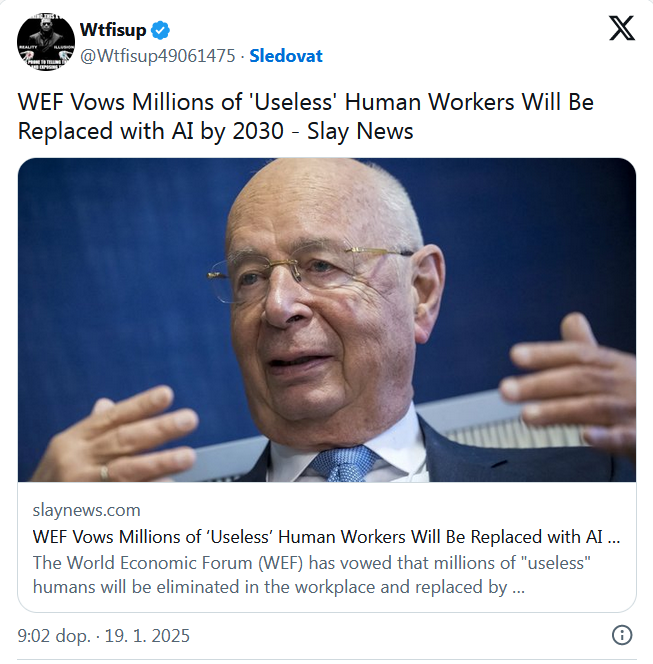 Wtfisup
@Wtfisup49061475 · Sledovat
WEF Vows Millions of 'Useless' Human Workers Will Be
Replaced with AI by 2030 - Slay News
slaynews.com
WEF Vows Millions of ‘Useless’ Human Workers Will Be Replaced with AI ...
The World Economic Forum (WEF) has vowed that millions of "useless"
humans will be eliminated in the workplace and replaced by ...
9:02 dop. · 19. 1. 2025